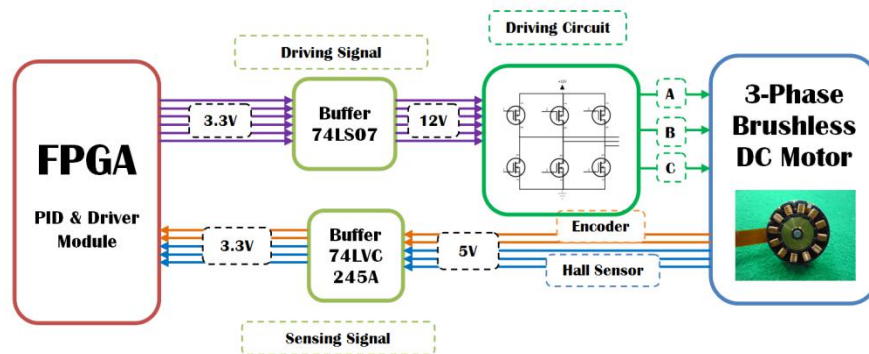 Driving Signal
Driving Circuit
FPGA
PID & Driver
Module
3.3V
Buffer
74LS07
12V
A
B
C
3-Phase
Brushless
DC Motor
3.3V
Buffer
74LVC
245A
5V
Encoder
Hall Sensor
Sensing Signal